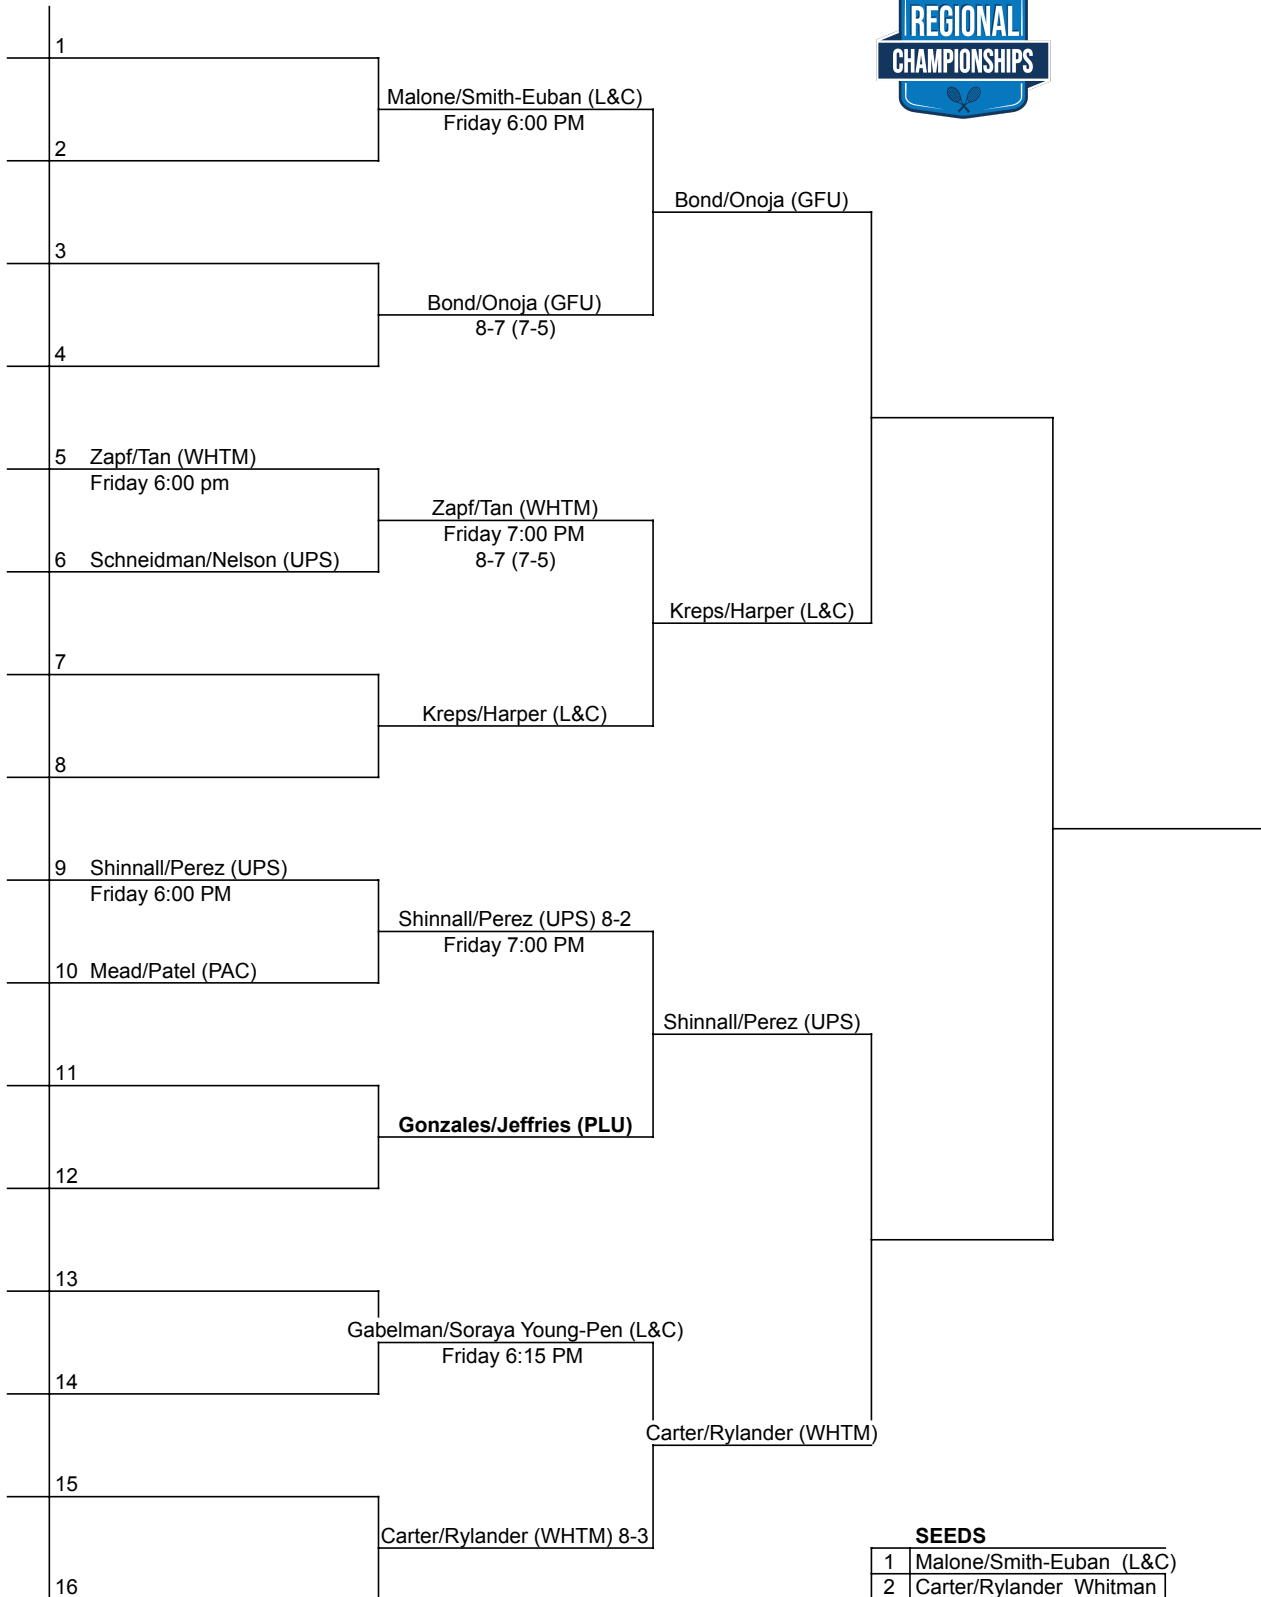 REGIONAL
CHAMPIONSHIPS
1
Malone/Smith-Euban (L&C)
Friday 6:00 PM
2
Bond/Onoja (GFU)
3
Bond/Onoja (GFU)
8-7 (7-5)
4
5 Zapf/Tan (WHTM)
Friday 6:00 pm
Zapf/Tan (WHTM)
Friday 7:00 PM
8-7 (7-5)
6 Schneidman/Nelson (UPS)
Kreps/Harper (L&C)
7
Kreps/Harper (L&C)
8
9 Shinnall/Perez (UPS)
Friday 6:00 PM
Shinnall/Perez (UPS) 8-2
Friday 7:00 PM
10 Mead/Patel (PAC)
Shinnall/Perez (UPS)
11
Gonzales/Jeffries (PLU)
12
13
Gabelman/Soraya Young-Pen (L&C)
Friday 6:15 PM
14
Carter/Rylander (WHTM)
15
Carter/Rylander (WHTM) 8-3
16
SEEDS
1 Malone/Smith-Euban (L&C)
2 Carter/Rylander Whitman